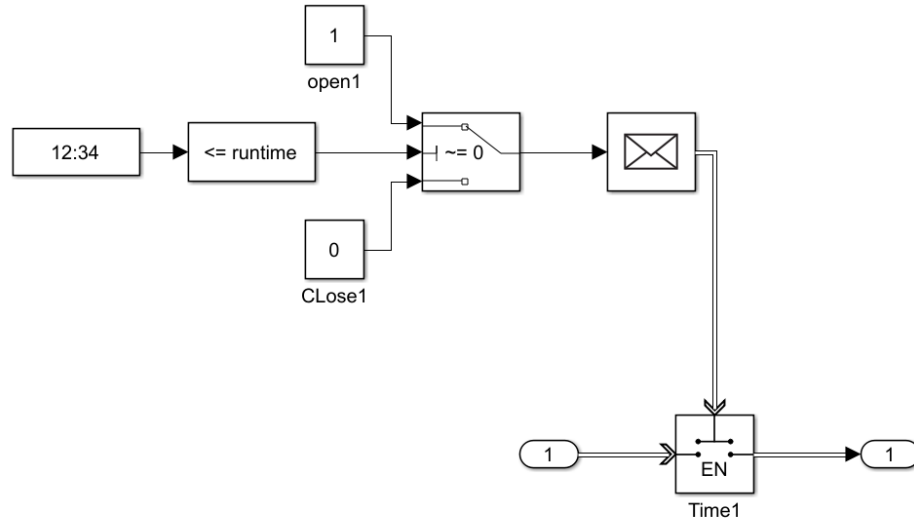 1
open1
12:34
<= runtime
~= 0
0
CLose1
1
EN
1
Time1